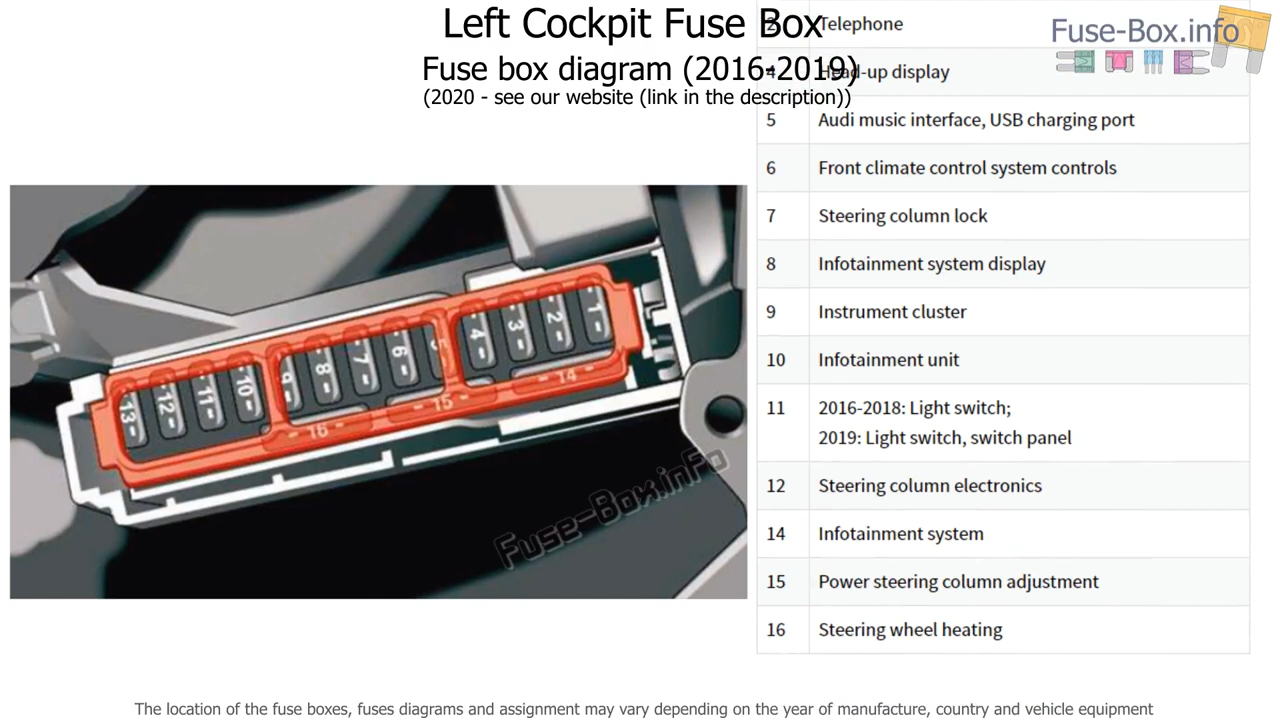 Left Cockpit Fuse Box
Fuse box diagram (2016-2019)
(2020 - see our website (link in the description))
Fuse-Box.info
2 Telephone
4 Head-up display
5 Audi music interface, USB charging port
6 Front climate control system controls
7 Steering column lock
8 Infotainment system display
9 Instrument cluster
10 Infotainment unit
11 2016-2018: Light switch;
2019: Light switch, switch panel
12 Steering column electronics
14 Infotainment system
15 Power steering column adjustment
16 Steering wheel heating
13 12 11 10 9 8 7 6 5 4 3 2 1
16 15 14
Fuse-Box.inFo
The location of the fuse boxes, fuses diagrams and assignment may vary depending on the year of manufacture, country and vehicle equipment